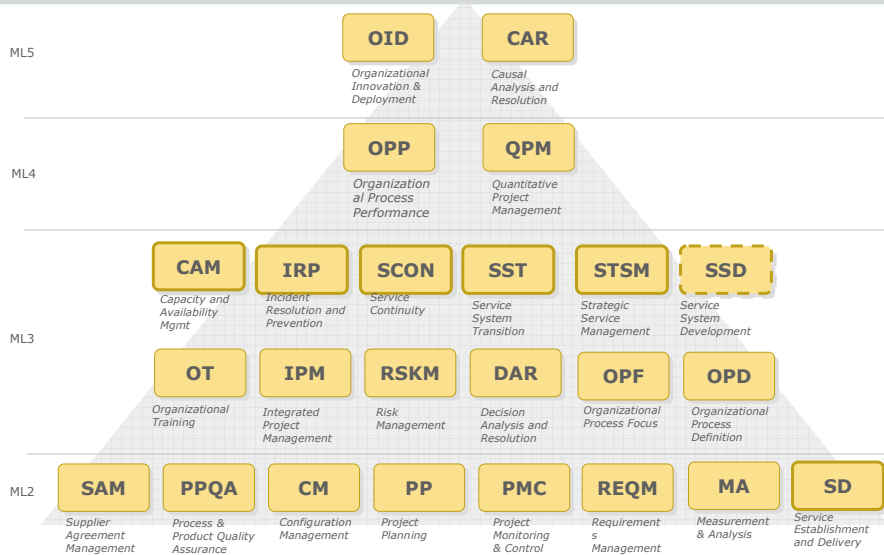 ML5
OID
CAR
Organizational
Innovation &
Deployment
Causal
Analysis and
Resolution
ML4
OPP
QPM
Organization
al Process
Performance
Quantitative
Project
Management
ML3
CAM
IRP
SCON
SST
STSM
SSD
Capacity and
Availability
Mgmt
Incident
Resolution and
Prevention
Service
Continuity
Service
System
Transition
Strategic
Service
Management
Service
System
Development
OT
IPM
RSKM
DAR
OPF
OPD
Organizational
Training
Integrated
Project
Management
Risk
Management
Decision
Analysis and
Resolution
Organizational
Process Focus
Organizational
Process
Definition
ML2
SAM
PPQA
CM
PP
PMC
REQM
MA
SD
Supplier
Agreement
Management
Process &
Product Quality
Assurance
Configuration
Management
Project
Planning
Project
Monitoring
& Control
Requirement
s
Management
Measurement
& Analysis
Service
Establishment
and Delivery